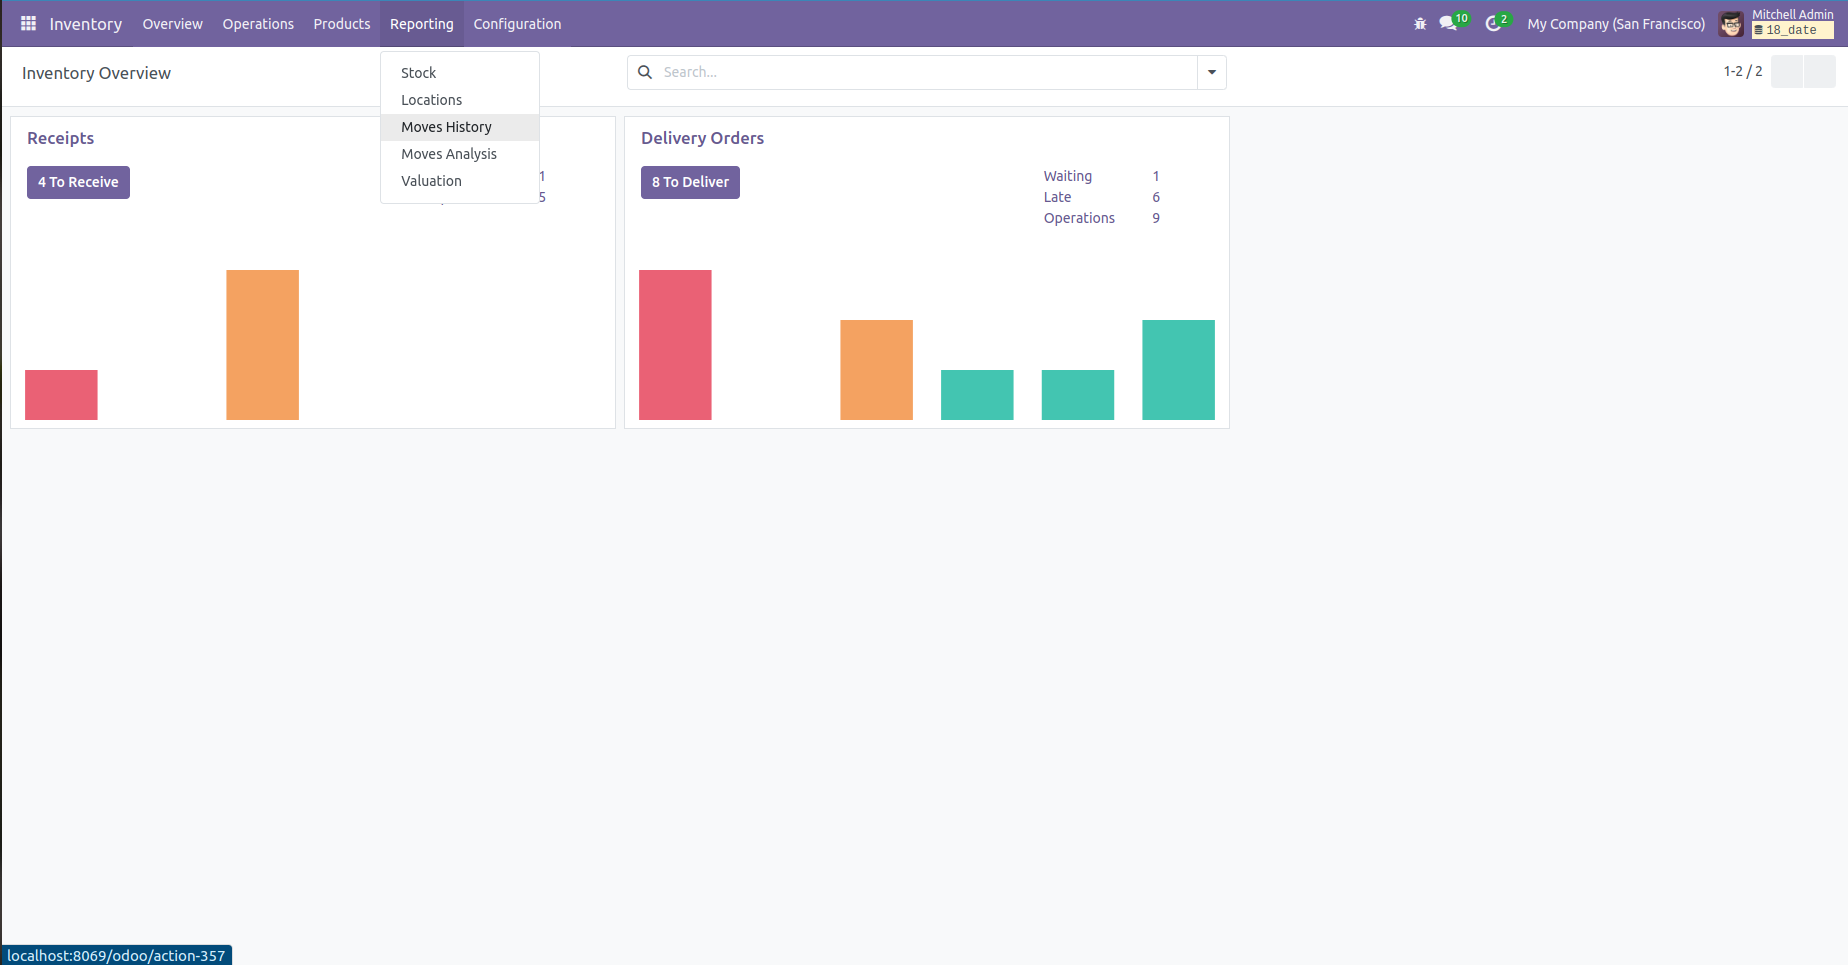 Inventory Overview Operations Products Reporting Configuration 10 2 My Company (San Francisco) Mitchell Admin
18_date
Inventory Overview
Search...
1-2 / 2
Stock
Locations
Moves History
Moves Analysis
Valuation
Receipts
4 To Receive
1
5
Delivery Orders
8 To Deliver
Waiting 1
Late 6
Operations 9
localhost:8069/odoo/action-357